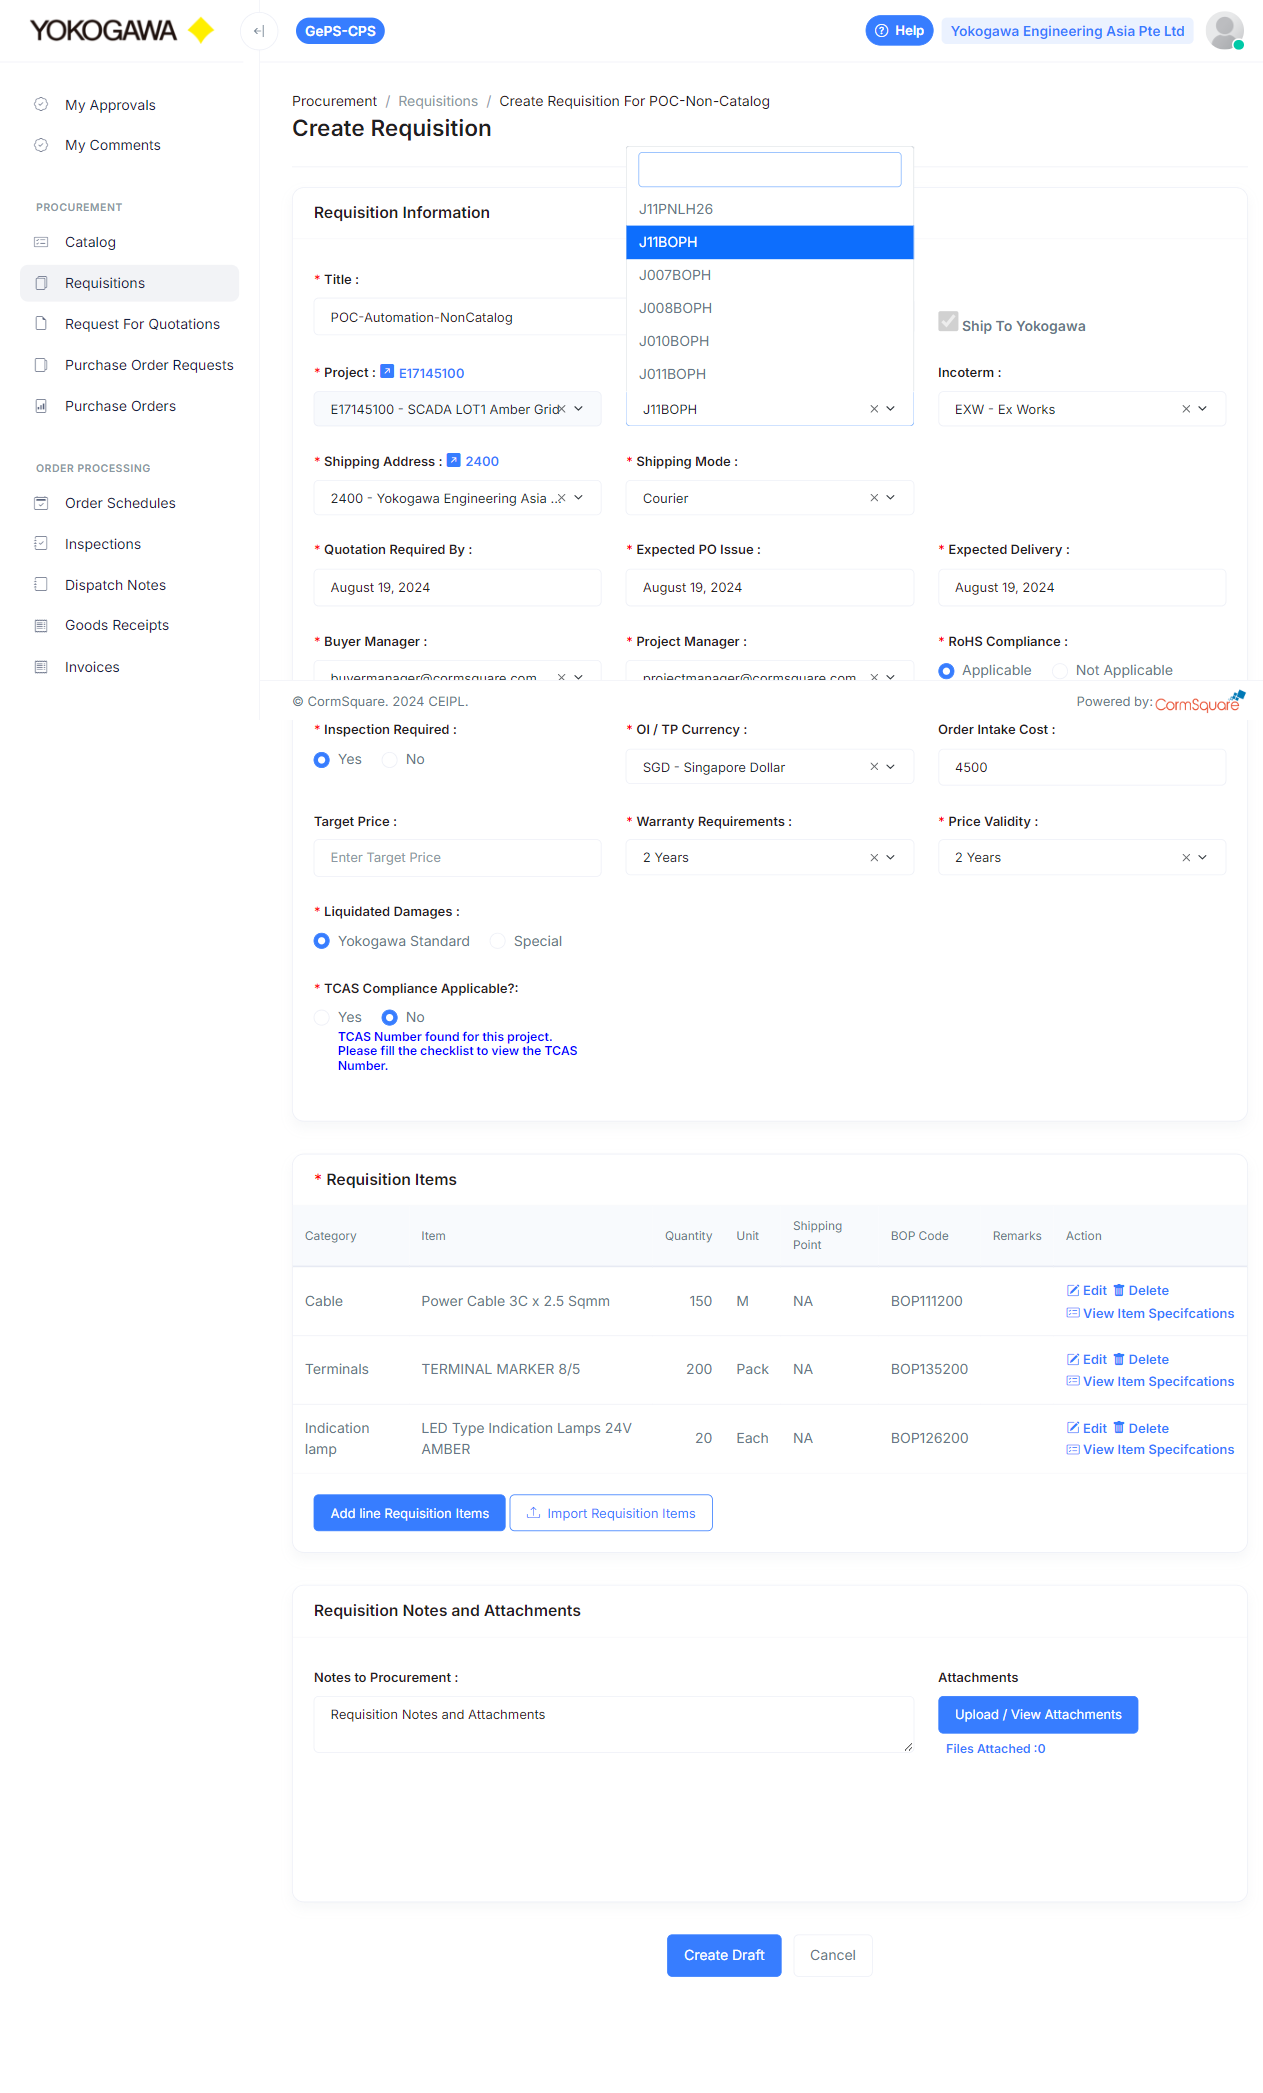 YOKOGAWA
GePS-CPS
Help
Yokogawa Engineering Asia Pte Ltd
My Approvals
My Comments
PROCUREMENT
Catalog
Requisitions
Request For Quotations
Purchase Order Requests
Purchase Orders
ORDER PROCESSING
Order Schedules
Inspections
Dispatch Notes
Goods Receipts
Invoices
Procurement / Requisitions / Create Requisition For POC-Non-Catalog
Create Requisition
Requisition Information
J11PNLH26
J11BOPH
J007BOPH
J008BOPH
J010BOPH
J011BOPH
J11BOPH
* Title :
POC-Automation-NonCatalog
Ship To Yokogawa
* Project : E17145100
E17145100 - SCADA LOT1 Amber Grid
Incoterm :
EXW - Ex Works
* Shipping Address : 2400
2400 - Yokogawa Engineering Asia ...
* Shipping Mode :
Courier
* Quotation Required By :
August 19, 2024
* Expected PO Issue :
August 19, 2024
* Expected Delivery :
August 19, 2024
* Buyer Manager :
buyermanager@cormsquare.com
* Project Manager :
projectmanager@cormsquare.com
* RoHS Compliance :
Applicable Not Applicable
© CormSquare. 2024 CEIPL.
Powered by: CormSquare
* Inspection Required :
Yes No
* OI / TP Currency :
SGD - Singapore Dollar
Order Intake Cost :
4500
Target Price :
Enter Target Price
* Warranty Requirements :
2 Years
* Price Validity :
2 Years
* Liquidated Damages :
Yokogawa Standard Special
* TCAS Compliance Applicable?:
Yes No
TCAS Number found for this project.
Please fill the checklist to view the TCAS
Number.
* Requisition Items
Category Item Quantity Unit Shipping Point BOP Code Remarks Action
Cable Power Cable 3C x 2.5 Sqmm 150 M NA BOP111200 Edit Delete
View Item Specifcations
Terminals TERMINAL MARKER 8/5 200 Pack NA BOP135200 Edit Delete
View Item Specifcations
Indication lamp LED Type Indication Lamps 24V AMBER 20 Each NA BOP126200 Edit Delete
View Item Specifcations
Add line Requisition Items
Import Requisition Items
Requisition Notes and Attachments
Notes to Procurement :
Requisition Notes and Attachments
Attachments
Upload / View Attachments
Files Attached :0
Create Draft
Cancel